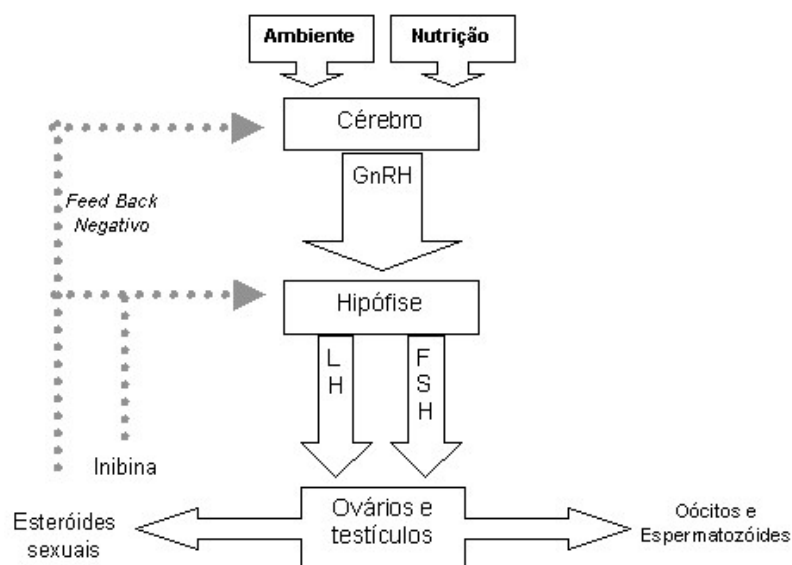 Ambiente
Nutrição
Cérebro
GnRH
Feed Back
Negativo
Hipófise
L
H
F
S
H
Inibina
Esteróides
sexuais
Ovários e
testículos
Oócitos e
Espermatozóides